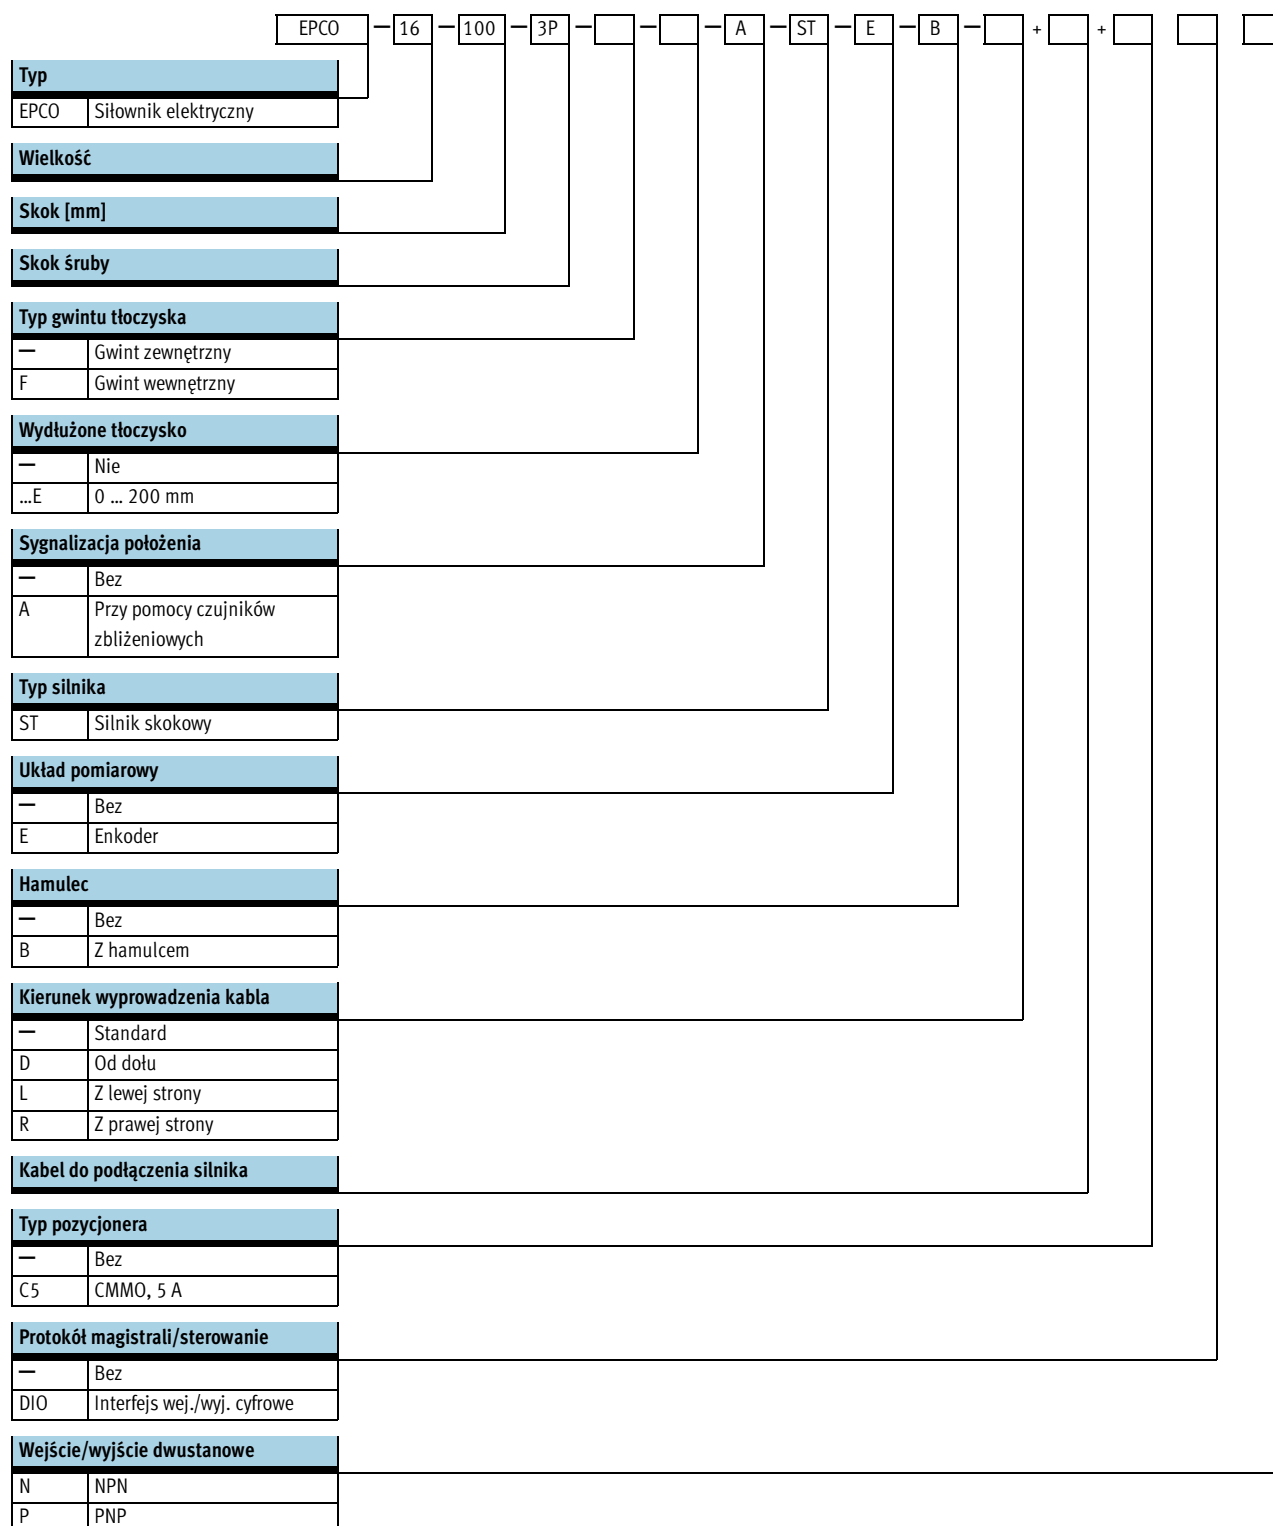 EPCO — 16 — 100 — 3P — — — A — ST — E — B — + +
Typ
EPCO Siłownik elektryczny
Wielkość
Skok [mm]
Skok śruby
Typ gwintu tłoczyska
— Gwint zewnętrzny
F Gwint wewnętrzny
Wydłużone tłoczysko
— Nie
...E 0 ... 200 mm
Sygnalizacja położenia
— Bez
A Przy pomocy czujników
zbliżeniowych
Typ silnika
ST Silnik skokowy
Układ pomiarowy
— Bez
E Enkoder
Hamulec
— Bez
B Z hamulcem
Kierunek wyprowadzenia kabla
— Standard
D Od dołu
L Z lewej strony
R Z prawej strony
Kabel do podłączenia silnika
Typ pozycjonera
— Bez
C5 CMMO, 5 A
Protokół magistrali/sterowanie
— Bez
DIO Interfejs wej./wyj. cyfrowe
Wejście/wyjście dwustanowe
N NPN
P PNP